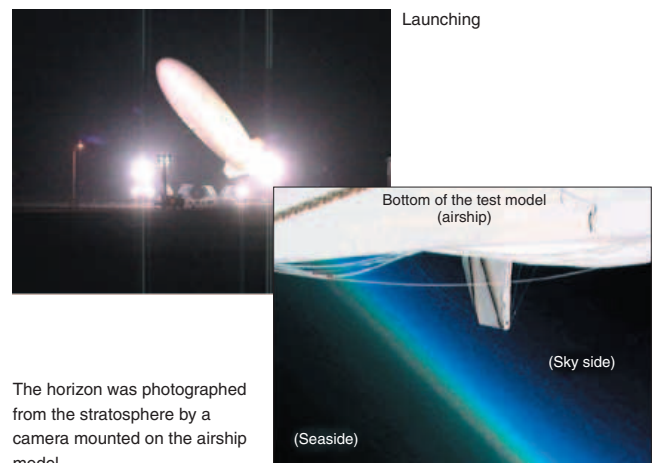 Launching
Bottom of the test model
(airship)
(Sky side)
(Seaside)
The horizon was photographed
from the stratosphere by a
camera mounted on the airship
model